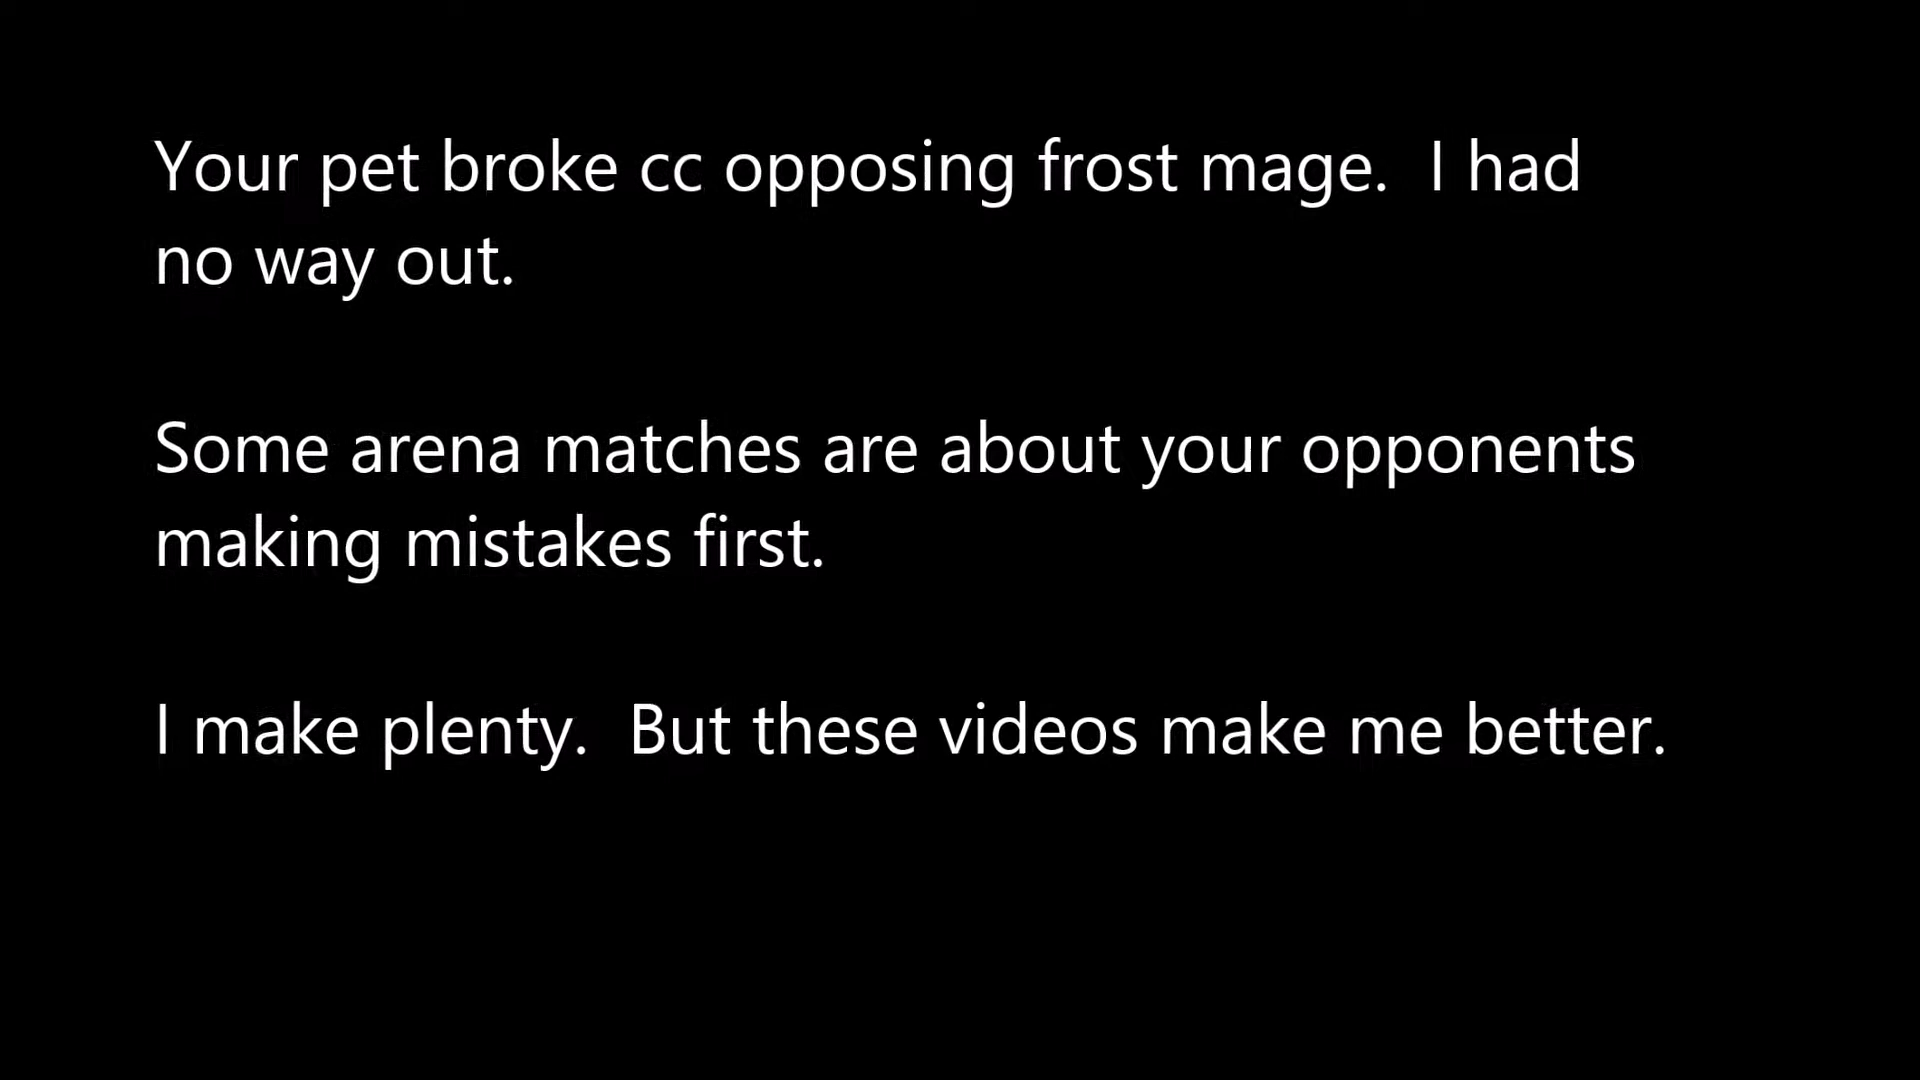 Your pet broke cc opposing frost mage.  I had
no way out.
Some arena matches are about your opponents
making mistakes first.
I make plenty.  But these videos make me better.